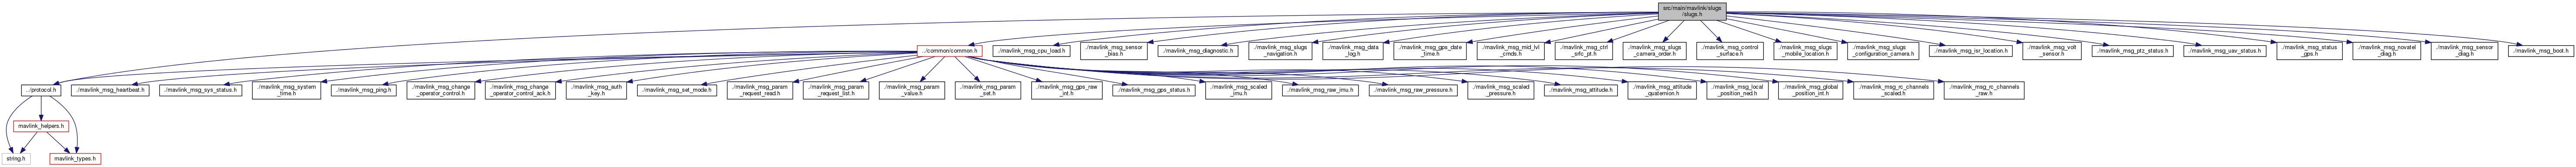 src/main/mavlink/slugs
/slugs.h
../common/common.h
./mavlink_msg_cpu_load.h
./mavlink_msg_sensor
_bias.h
./mavlink_msg_diagnostic.h
./mavlink_msg_slugs
_navigation.h
./mavlink_msg_data
_log.h
./mavlink_msg_gps_date
_time.h
./mavlink_msg_mid_lvl
_cmds.h
./mavlink_msg_ctrl
_srfc_pt.h
./mavlink_msg_slugs
_camera_order.h
./mavlink_msg_control
_surface.h
./mavlink_msg_slugs
_mobile_location.h
./mavlink_msg_slugs
_configuration_camera.h
./mavlink_msg_isr_location.h
./mavlink_msg_volt
_sensor.h
./mavlink_msg_ptz_status.h
./mavlink_msg_uav_status.h
./mavlink_msg_status
_gps.h
./mavlink_msg_novatel
_diag.h
./mavlink_msg_sensor
_diag.h
./mavlink_msg_boot.h
../protocol.h
./mavlink_msg_heartbeat.h
./mavlink_msg_sys_status.h
./mavlink_msg_system
_time.h
./mavlink_msg_ping.h
./mavlink_msg_change
_operator_control.h
./mavlink_msg_change
_operator_control_ack.h
./mavlink_msg_auth
_key.h
./mavlink_msg_set_mode.h
./mavlink_msg_param
_request_read.h
./mavlink_msg_param
_request_list.h
./mavlink_msg_param
_value.h
./mavlink_msg_param
_set.h
./mavlink_msg_gps_raw
_int.h
./mavlink_msg_gps_status.h
./mavlink_msg_scaled
_imu.h
./mavlink_msg_raw_imu.h
./mavlink_msg_raw_pressure.h
./mavlink_msg_scaled
_pressure.h
./mavlink_msg_attitude.h
./mavlink_msg_attitude
_quaternion.h
./mavlink_msg_local
_position_ned.h
./mavlink_msg_global
_position_int.h
./mavlink_msg_rc_channels
_scaled.h
./mavlink_msg_rc_channels
_raw.h
mavlink_helpers.h
string.h
mavlink_types.h